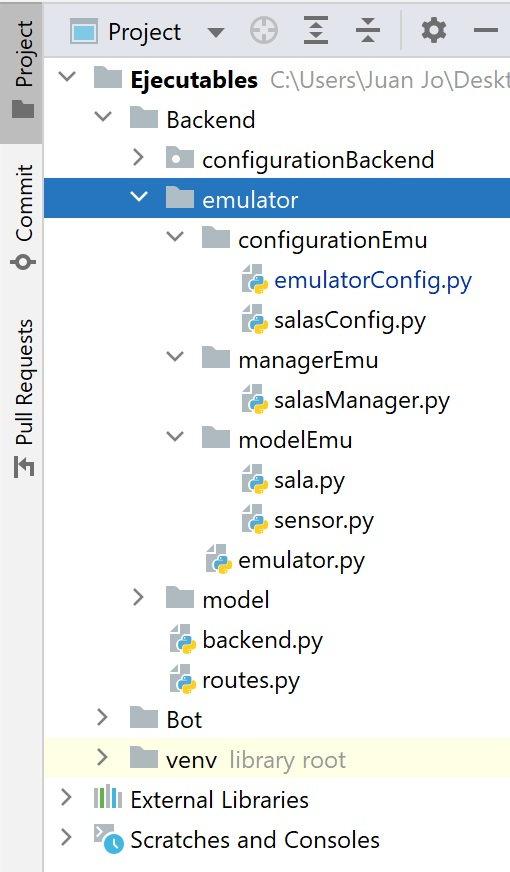 Project
Project
Commit
Pull Requests
Ejecutables C:\Users\Juan Jo\Deskt
Backend
configurationBackend
emulator
configurationEmu
emulatorConfig.py
salasConfig.py
managerEmu
salasManager.py
modelEmu
sala.py
sensor.py
emulator.py
model
backend.py
routes.py
Bot
venv library root
External Libraries
Scratches and Consoles